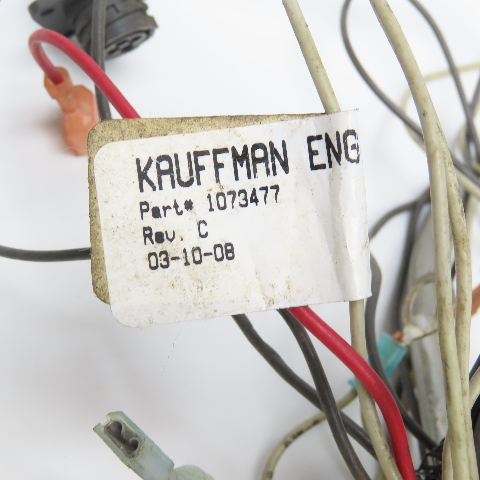 KAUFFMAN ENG
Part# 1073477
Rev. C
03-10-08